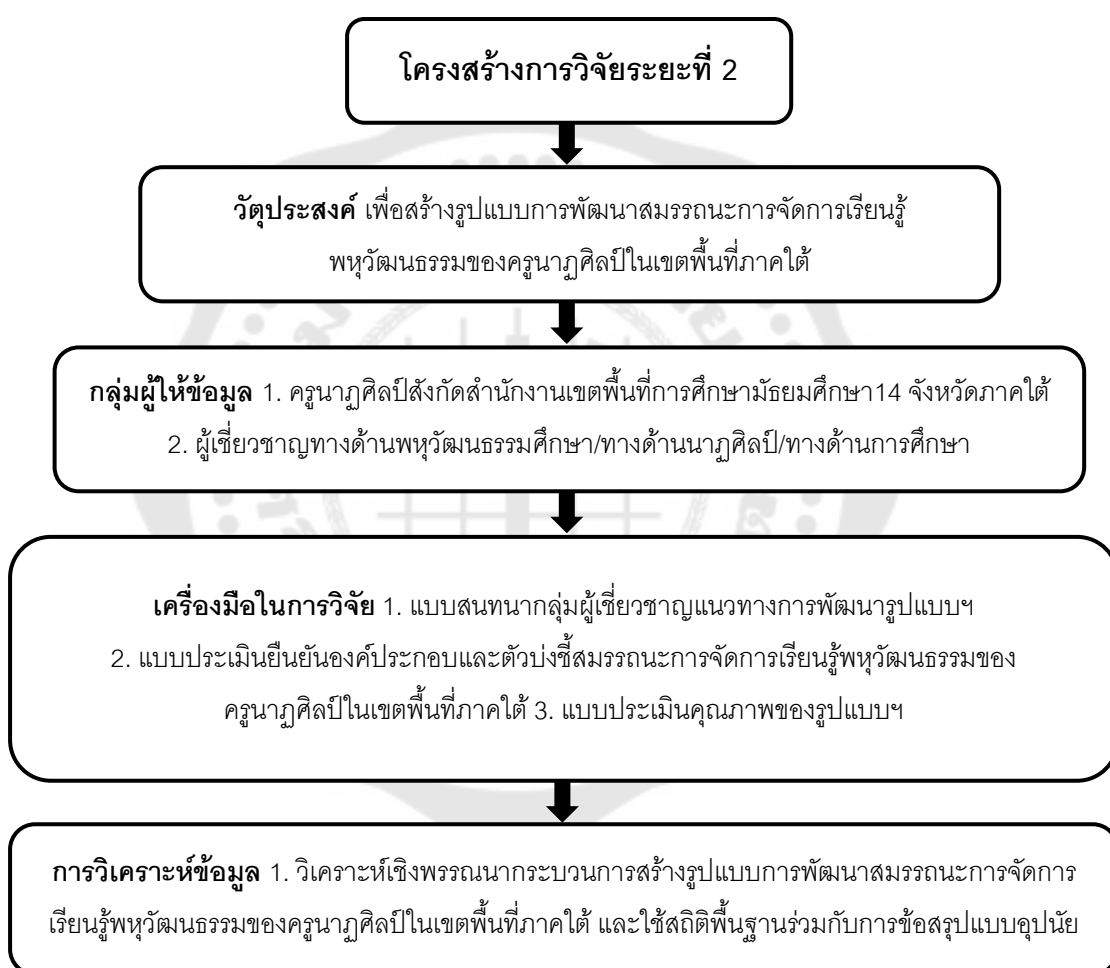 โครงสร้างการวิจัยระยะที่ 2
วัตุประสงค์ เพื่อสร้างรูปแบบการพัฒนาสมรรถนะการจัดการเรียนรู้
พหุวัฒนธรรมของครูนาฏศิลป์ในเขตพื้นที่ภาคใต้
กลุ่มผู้ให้ข้อมูล 1. ครูนาฏศิลป์สังกัดสำนักงานเขตพื้นที่การศึกษามัธยมศึกษา14 จังหวัดภาคใต้
2. ผู้เชี่ยวชาญทางด้านพหุวัฒนธรรมศึกษา/ทางด้านนาฏศิลป์/ทางด้านการศึกษา
เครื่องมือในการวิจัย 1. แบบสนทนากลุ่มผู้เชี่ยวชาญแนวทางการพัฒนารูปแบบฯ
2. แบบประเมินยืนยันองค์ประกอบและตัวบ่งชี้สมรรถนะการจัดการเรียนรู้พหุวัฒนธรรมของ
ครูนาฏศิลป์ในเขตพื้นที่ภาคใต้ 3. แบบประเมินคุณภาพของรูปแบบฯ
การวิเคราะห์ข้อมูล 1. วิเคราะห์เชิงพรรณนากระบวนการสร้างรูปแบบการพัฒนาสมรรถนะการจัดการ
เรียนรู้พหุวัฒนธรรมของครูนาฏศิลป์ในเขตพื้นที่ภาคใต้ และใช้สถิติพื้นฐานร่วมกับการข้อสรุปแบบอุปนัย